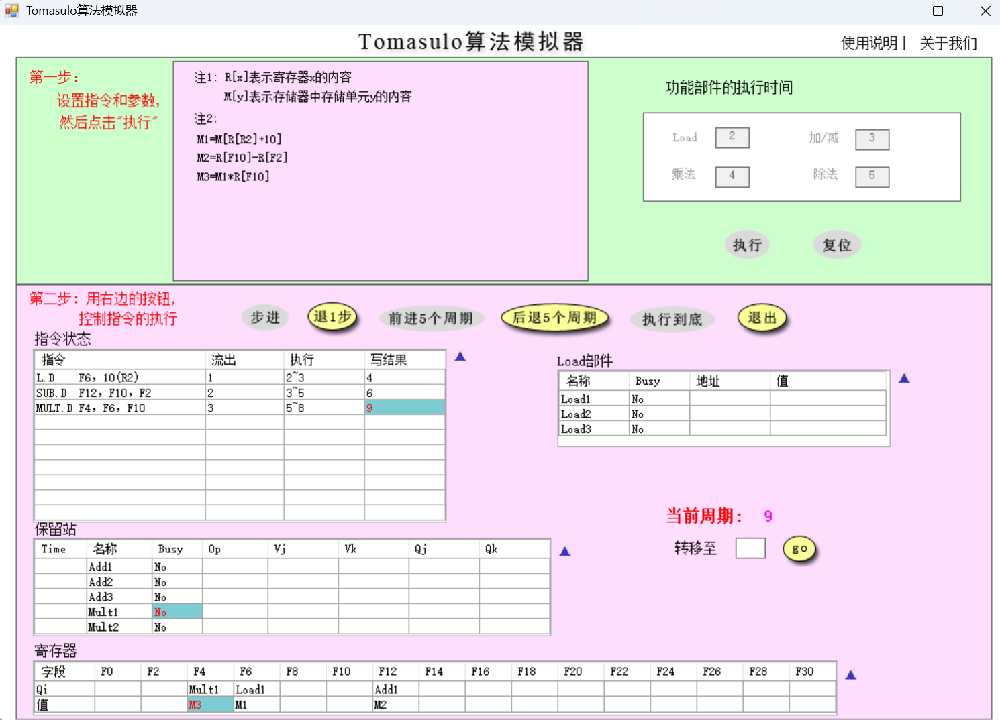 Tomasulo算法模拟器
Tomasulo算法模拟器
使用说明| 关于我们
第一步：
设置指令和参数，
然后点击"执行"
注1: R[x]表示寄存器x的内容
M[y]表示存储器中存储单元y的内容
注2:
M1=M[R[R2]+10]
M2=R[F10]-R[F2]
M3=M1*R[F10]
功能部件的执行时间
Load 2 加/减 3
乘法 4 除法 5
执行 复位
第二步: 用右边的按钮,
控制指令的执行
步进 退1步 前进5个周期 后退5个周期 执行到底 退出
指令状态
指令 流出 执行 写结果
L.D F6, 10(R2) 1 2~3 4
SUB.D F12, F10, F2 2 3~5 6
MULT.D F4, F6, F10 3 5~8 9
Load部件
名称 Busy 地址 值
Load1 No
Load2 No
Load3 No
当前周期: 9
转移至 go
保留站
Time 名称 Busy Op Vj Vk Qj Qk
Add1 No
Add2 No
Add3 No
Mult1 No
Mult2 No
寄存器
字段 F0 F2 F4 F6 F8 F10 F12 F14 F16 F18 F20 F22 F24 F26 F28 F30
Qi Mult1 Load1 Add1
值 M3 M1 M2